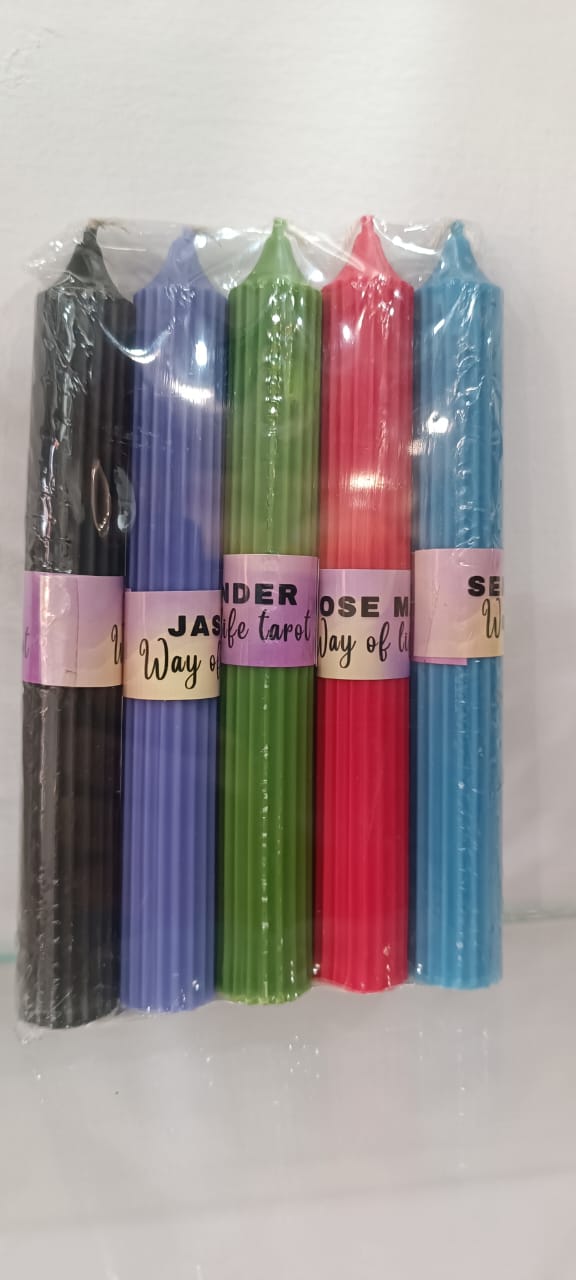 JAS
Way of
NDER
ife tarot
OSE M
Way of li
SE
W